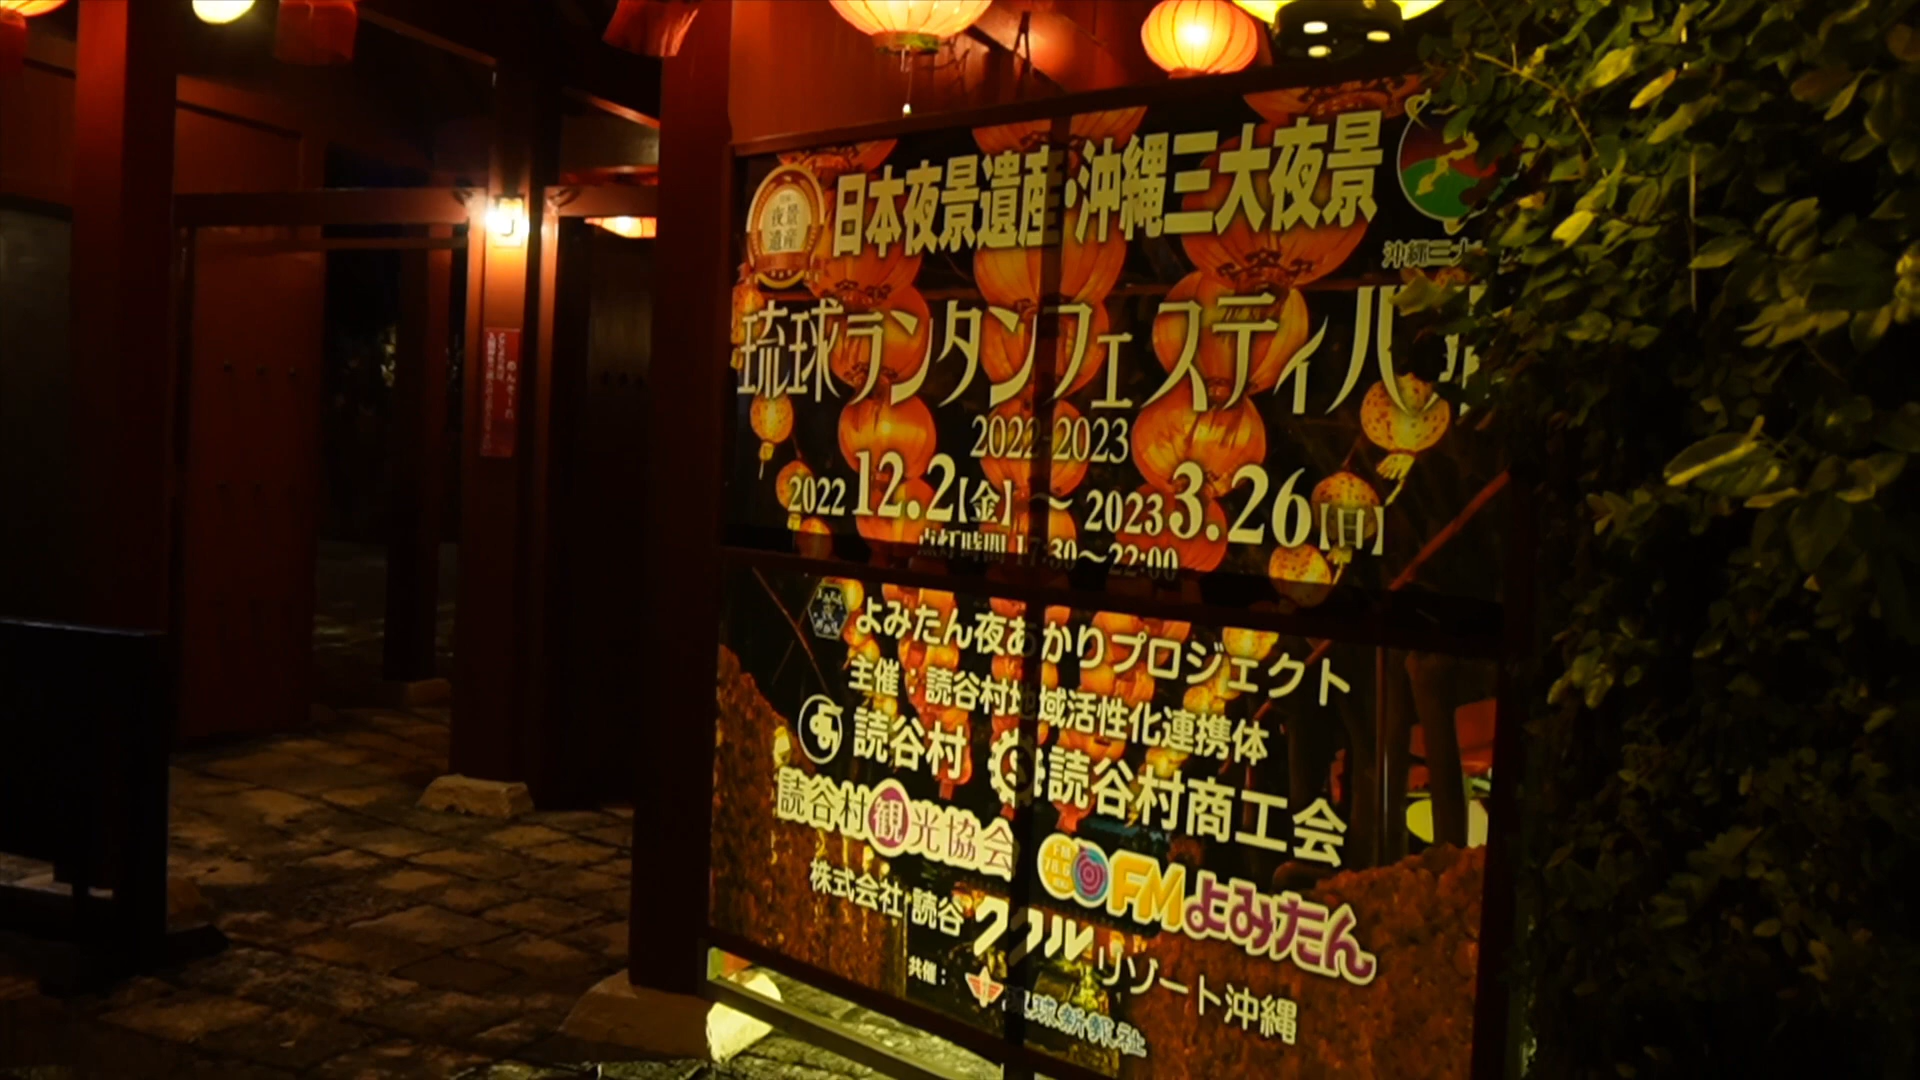 夜景
遺産
日本夜景遺産・沖縄三大夜景
沖縄三大
琉球ランタンフェスティバル
2022-2023
2022 12.2【金】～2023 3.26【日】
点灯時間 17:30～22:00
よみたん夜あかりプロジェクト
主催：読谷村地域活性化連携体
読谷村 読谷村商工会
読谷村観光協会 FM 78.6 FMよみたん
株式会社 読谷ククルリゾート沖縄
共催： 琉球新報社